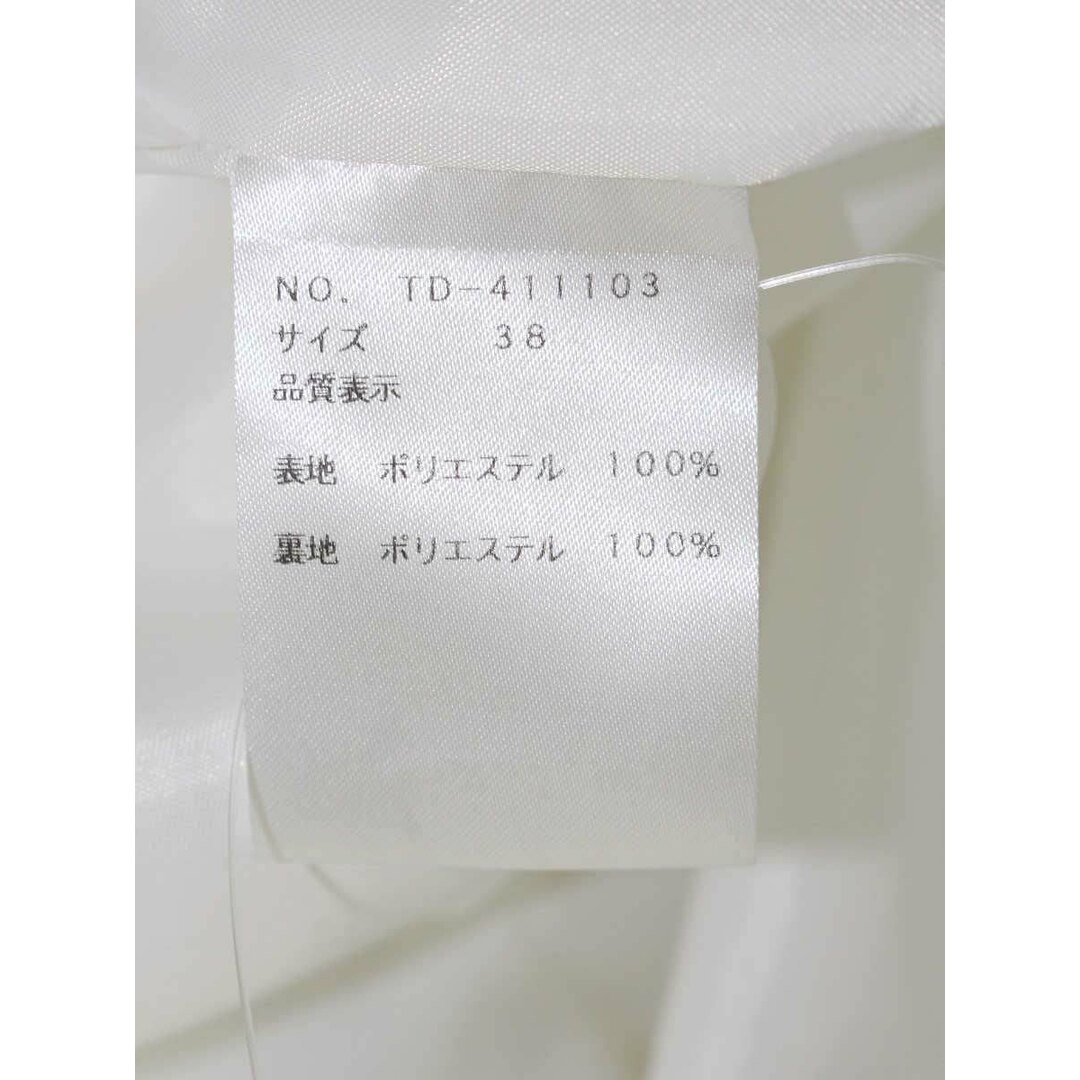 NO. TD-411103
サイズ 38
品質表示
表地 ポリエステル 100%
裏地 ポリエステル 100%